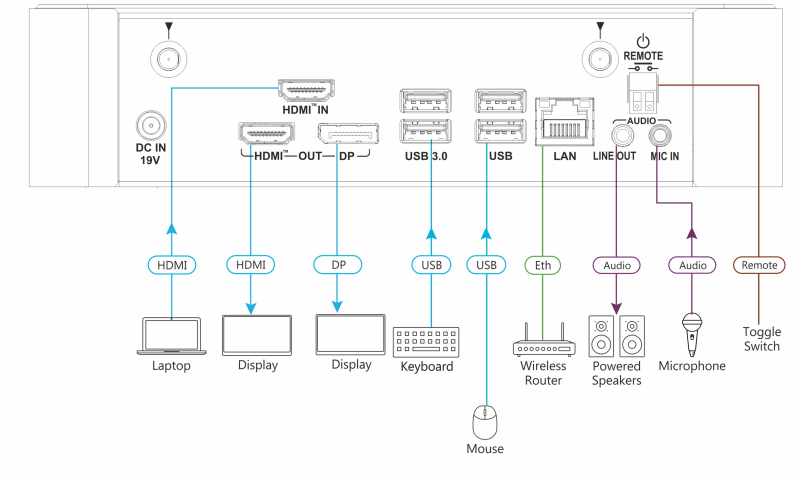 REMOTE
HDMI™ IN
AUDIO
DC IN
19V
HDMI™ OUT DP
USB 3.0
USB
LAN
LINE OUT
MIC IN
HDMI
HDMI
DP
USB
USB
Eth
Audio
Audio
Remote
Laptop
Display
Display
Keyboard
Wireless
Router
Powered
Speakers
Microphone
Toggle
Switch
Mouse